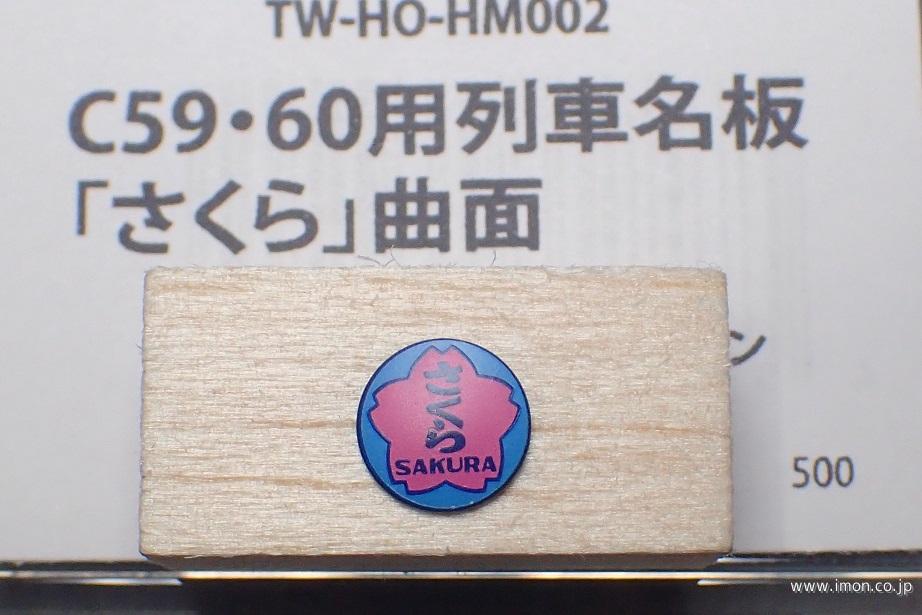 TW-HO-HM002
C59・60用列車名板
「さくら」曲面
ン
さくら
SAKURA
500
www.imon.co.jp